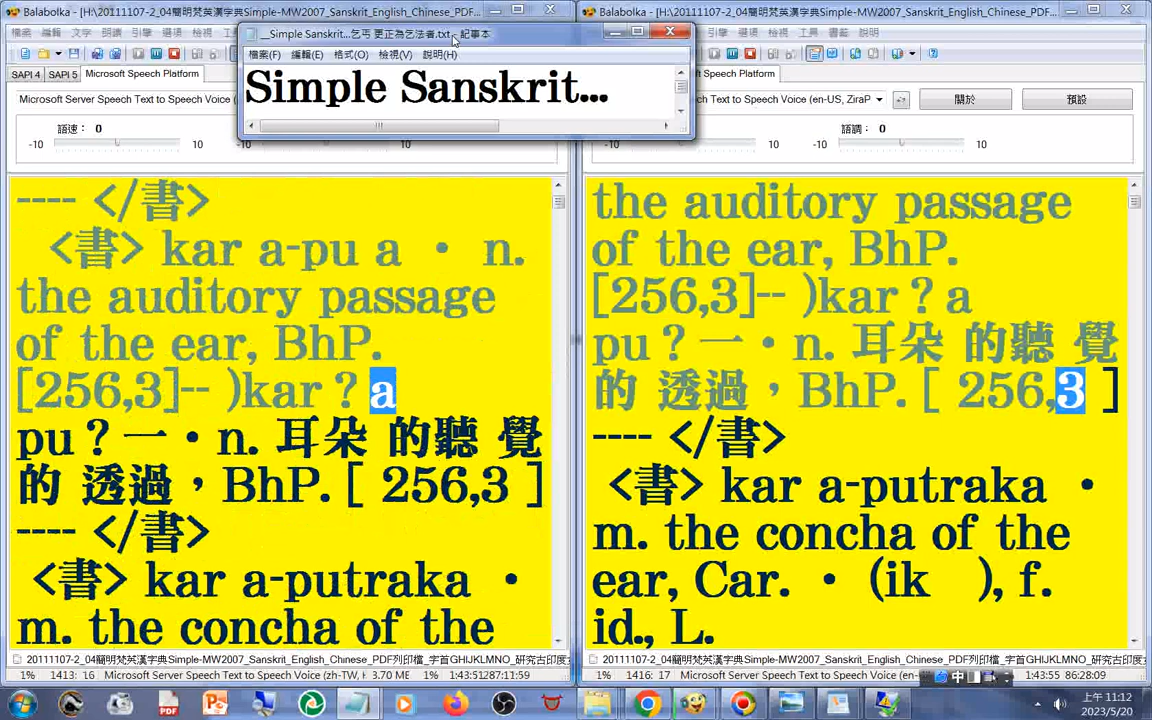 Balabolka - [H:\20111107-2_04簡明梵英漢字典Simple-MW2007_Sanskrit_English_Chinese_PDF...
Balabolka - [H:\20111107-2_04簡明梵英漢字典Simple-MW2007_Sanskrit_English_Chinese_PDF...
__Simple Sanskrit...乞丐 更正為乞法者.txt - 記事本
檔案(F) 編輯(E) 格式(O) 檢視(V) 說明(H)
Simple Sanskrit...
SAPI 4 SAPI 5 Microsoft Speech Platform
Speech Platform
Microsoft Server Speech Text to Speech Voice (
ch Text to Speech Voice (en-US, ZiraP
關於
預設
語速： 0
-10 10
語調： 0
-10 10
---- </書>
<書> kar a-pu a ‧ n.
the auditory passage
of the ear, BhP.
[256,3]-- )kar？a
pu？一‧n. 耳朵 的聽 覺
的 透過，BhP. [ 256,3 ]
---- </書>
<書> kar a-putraka ‧
m. the concha of the
the auditory passage
of the ear, BhP.
[256,3]-- )kar？a
pu？一‧n. 耳朵 的聽 覺
的 透過，BhP. [ 256,3 ]
---- </書>
<書> kar a-putraka ‧
m. the concha of the
ear, Car. ‧ (ik ), f.
id., L.
20111107-2_04簡明梵英漢字典Simple-MW2007_Sanskrit_English_Chinese_PDF列印檔_字首GHIJKLMNO_研究古印度
20111107-2_04簡明梵英漢字典Simple-MW2007_Sanskrit_English_Chinese_PDF列印檔_字首GHIJKLMNO_研究古印度
1% 1413: 16 Microsoft Server Speech Text to Speech Voice (zh-TW, H 3.70 ME 1% 1:43:51287:11:59
1% 1416: 17 Microsoft Server Speech Text to Speech Voice 1:43:55 86:28:09
中
上午 11:12
2023/5/20